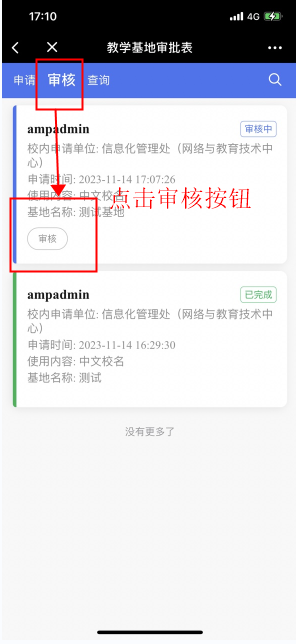 17:10
4G
教学基地审批表
申请 审核 查询
ampadmin
审核中
校内申请单位: 信息化管理处（网络与教育技术中
心）
申请时间: 2023-11-14 17:07:26
使用内容: 中文校名
点击审核按钮
基地名称: 测试基地
审核
ampadmin
已完成
校内申请单位: 信息化管理处（网络与教育技术中
心）
申请时间: 2023-11-14 16:29:30
使用内容: 中文校名
基地名称: 测试
没有更多了